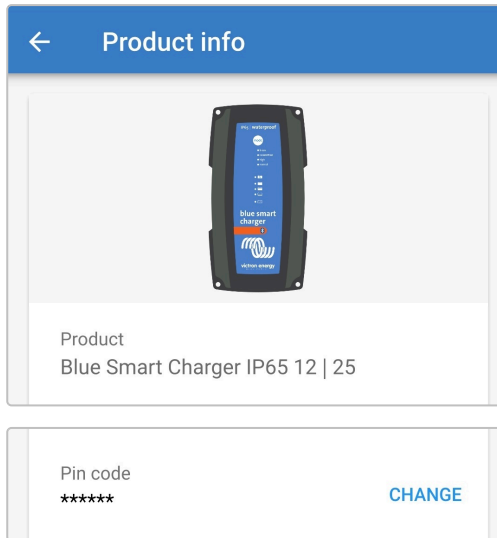 Product info
blue smart
charger
victron energy
Product
Blue Smart Charger IP65 12 | 25
Pin code
******
CHANGE